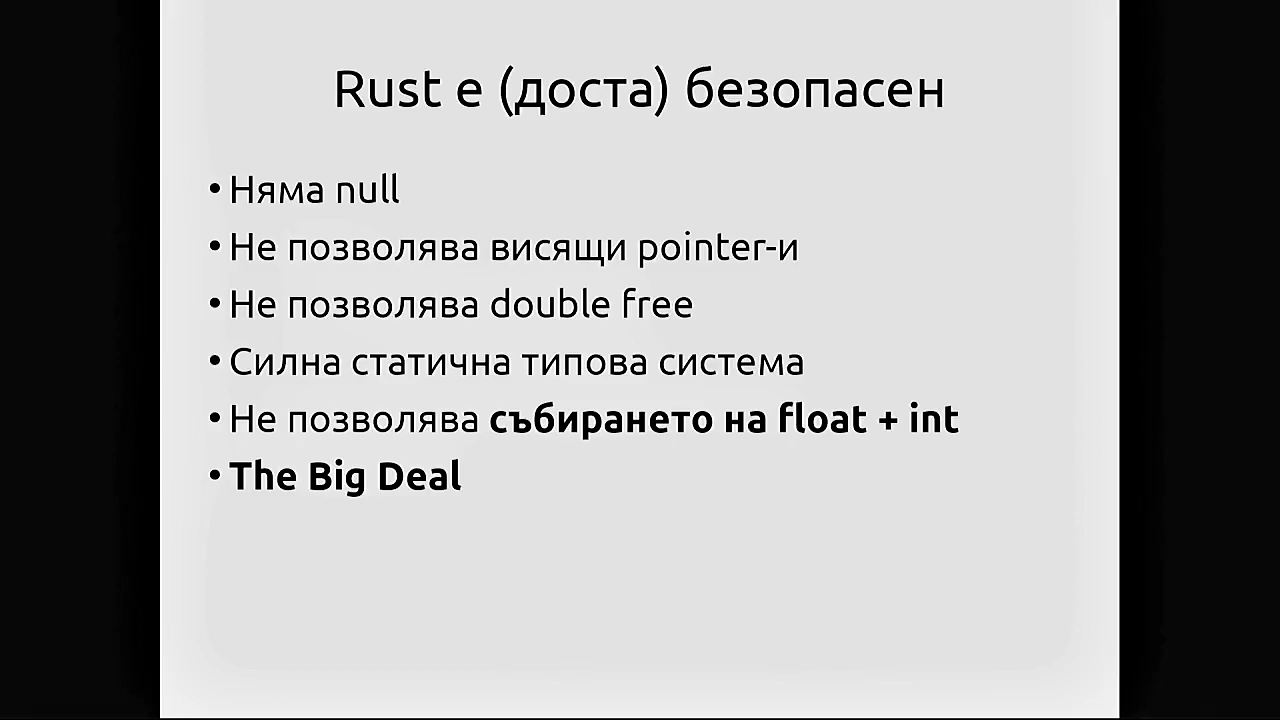 Rust е (доста) безопасен
• Няма null
• Не позволява висящи pointer-и
• Не позволява double free
• Силна статична типова система
• Не позволява събирането на float + int
• The Big Deal